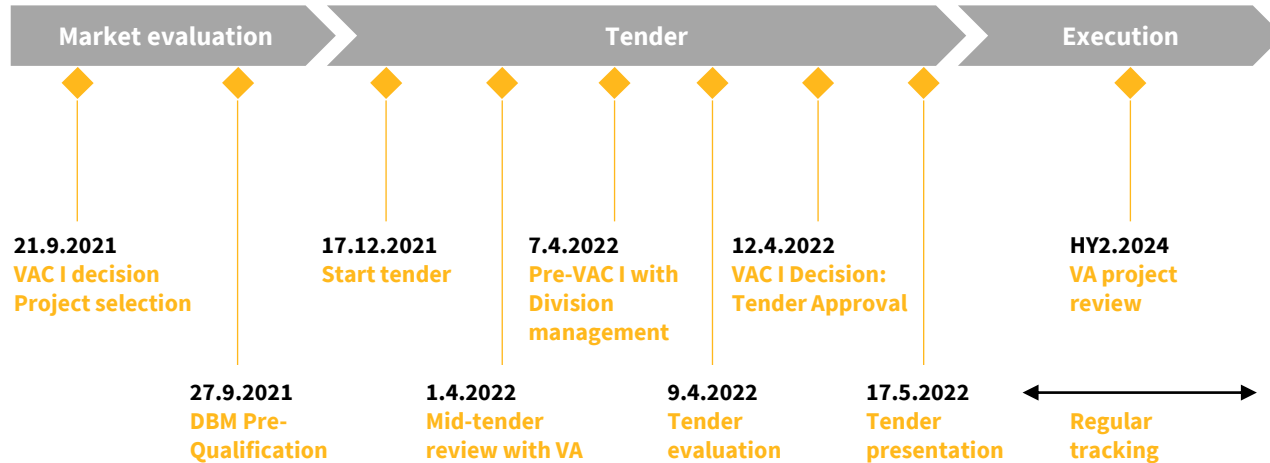 Market evaluation
Tender
Execution
21.9.2021
VAC I decision
Project selection
27.9.2021
DBM Pre-
Qualification
17.12.2021
Start tender
1.4.2022
Mid-tender
review with VA
7.4.2022
Pre-VAC I with
Division
management
9.4.2022
Tender
evaluation
12.4.2022
VAC I Decision:
Tender Approval
17.5.2022
Tender
presentation
HY2.2024
VA project
review
Regular
tracking